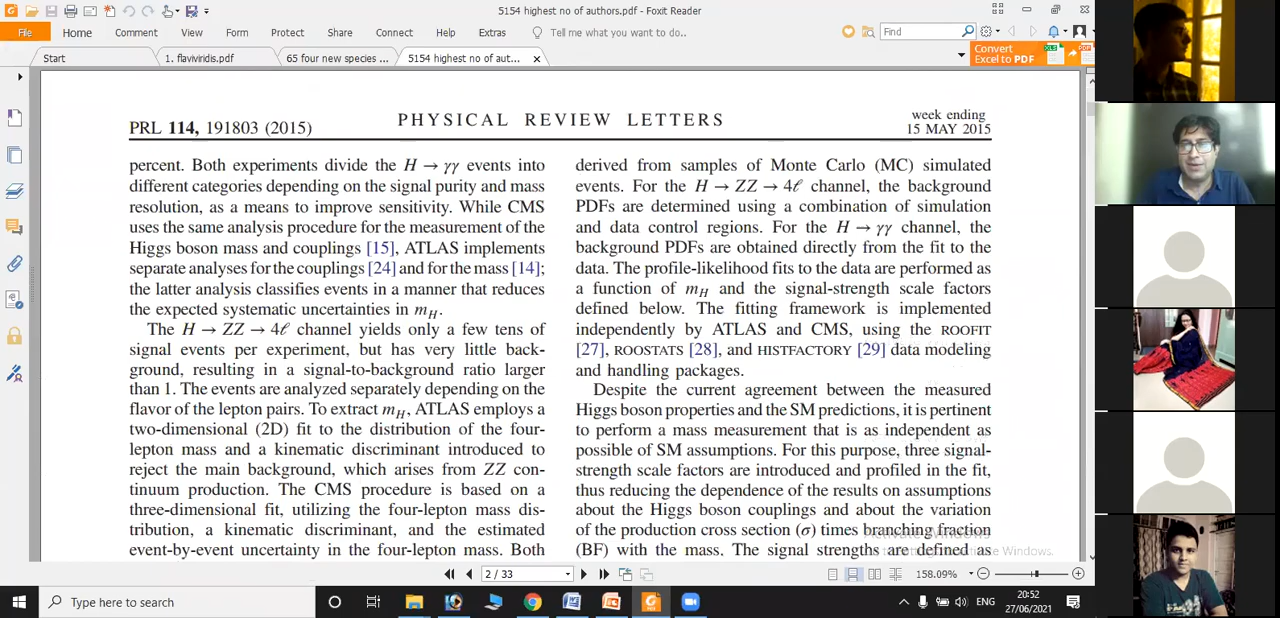 5154 highest no of authors.pdf - Foxit Reader
File Home Comment View Form Protect Share Connect Help Extras Tell me what you want to do.. Find
Start 1. flaviviridis.pdf 65 four new species ... 5154 highest no of aut...
Convert
Excel to PDF
PRL 114, 191803 (2015)
PHYSICAL REVIEW LETTERS
week ending
15 MAY 2015
percent. Both experiments divide the H → γγ events into
different categories depending on the signal purity and mass
resolution, as a means to improve sensitivity. While CMS
uses the same analysis procedure for the measurement of the
Higgs boson mass and couplings [15], ATLAS implements
separate analyses for the couplings [24] and for the mass [14];
the latter analysis classifies events in a manner that reduces
the expected systematic uncertainties in mH.
The H → ZZ → 4ℓ channel yields only a few tens of
signal events per experiment, but has very little back-
ground, resulting in a signal-to-background ratio larger
than 1. The events are analyzed separately depending on the
flavor of the lepton pairs. To extract mH, ATLAS employs a
two-dimensional (2D) fit to the distribution of the four-
lepton mass and a kinematic discriminant introduced to
reject the main background, which arises from ZZ con-
tinuum production. The CMS procedure is based on a
three-dimensional fit, utilizing the four-lepton mass dis-
tribution, a kinematic discriminant, and the estimated
event-by-event uncertainty in the four-lepton mass. Both
derived from samples of Monte Carlo (MC) simulated
events. For the H → ZZ → 4ℓ channel, the background
PDFs are determined using a combination of simulation
and data control regions. For the H → γγ channel, the
background PDFs are obtained directly from the fit to the
data. The profile-likelihood fits to the data are performed as
a function of mH and the signal-strength scale factors
defined below. The fitting framework is implemented
independently by ATLAS and CMS, using the ROOFIT
[27], ROOSTATS [28], and HISTFACTORY [29] data modeling
and handling packages.
Despite the current agreement between the measured
Higgs boson properties and the SM predictions, it is pertinent
to perform a mass measurement that is as independent as
possible of SM assumptions. For this purpose, three signal-
strength scale factors are introduced and profiled in the fit,
thus reducing the dependence of the results on assumptions
about the Higgs boson couplings and about the variation
of the production cross section (σ) times branching fraction
(BF) with the mass. The signal strengths are defined as
Activate Windows
Windows.
2 / 33
158.09%
Type here to search
ENG
20:52
27/06/2021